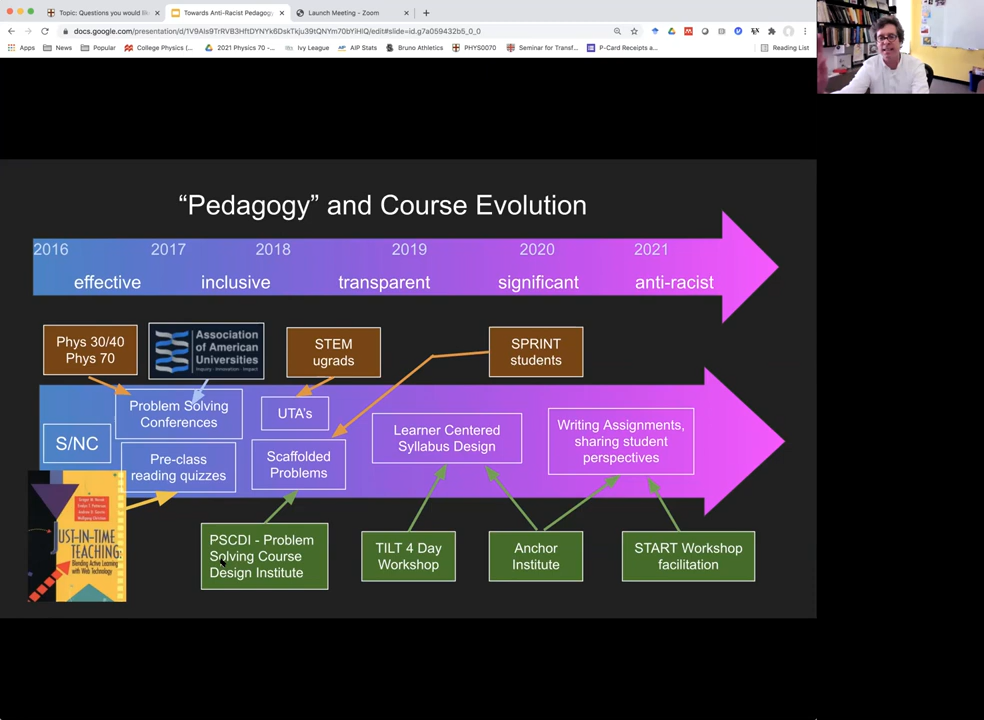 Topic: Questions you would li
Towards Anti-Racist Pedagogy
Launch Meeting - Zoom
docs.google.com/presentation/d/1V9AIs9TrRVB3HftDYNYk6DskTkju39tQNYm70bYiHIQ/edit#slide=id.g7a059432b5_0_0
Apps
News
Popular
College Physics (...
2021 Physics 70 -...
Ivy League
AIP Stats
Bruno Athletics
PHYS0070
Seminar for Transf...
P-Card Receipts a...
Reading List
“Pedagogy” and Course Evolution
2016 2017 2018 2019 2020 2021
effective inclusive transparent significant anti-racist
Phys 30/40
Phys 70
Association
of American
Universities
Inquiry · Innovation · Impact
STEM
ugrads
SPRINT
students
S/NC
Problem Solving
Conferences
Pre-class
reading quizzes
UTA's
Scaffolded
Problems
Learner Centered
Syllabus Design
Writing Assignments,
sharing student
perspectives
JUST-IN-TIME
TEACHING:
Blending Active Learning
with Web Technology
PSCDI - Problem
Solving Course
Design Institute
TILT 4 Day
Workshop
Anchor
Institute
START Workshop
facilitation